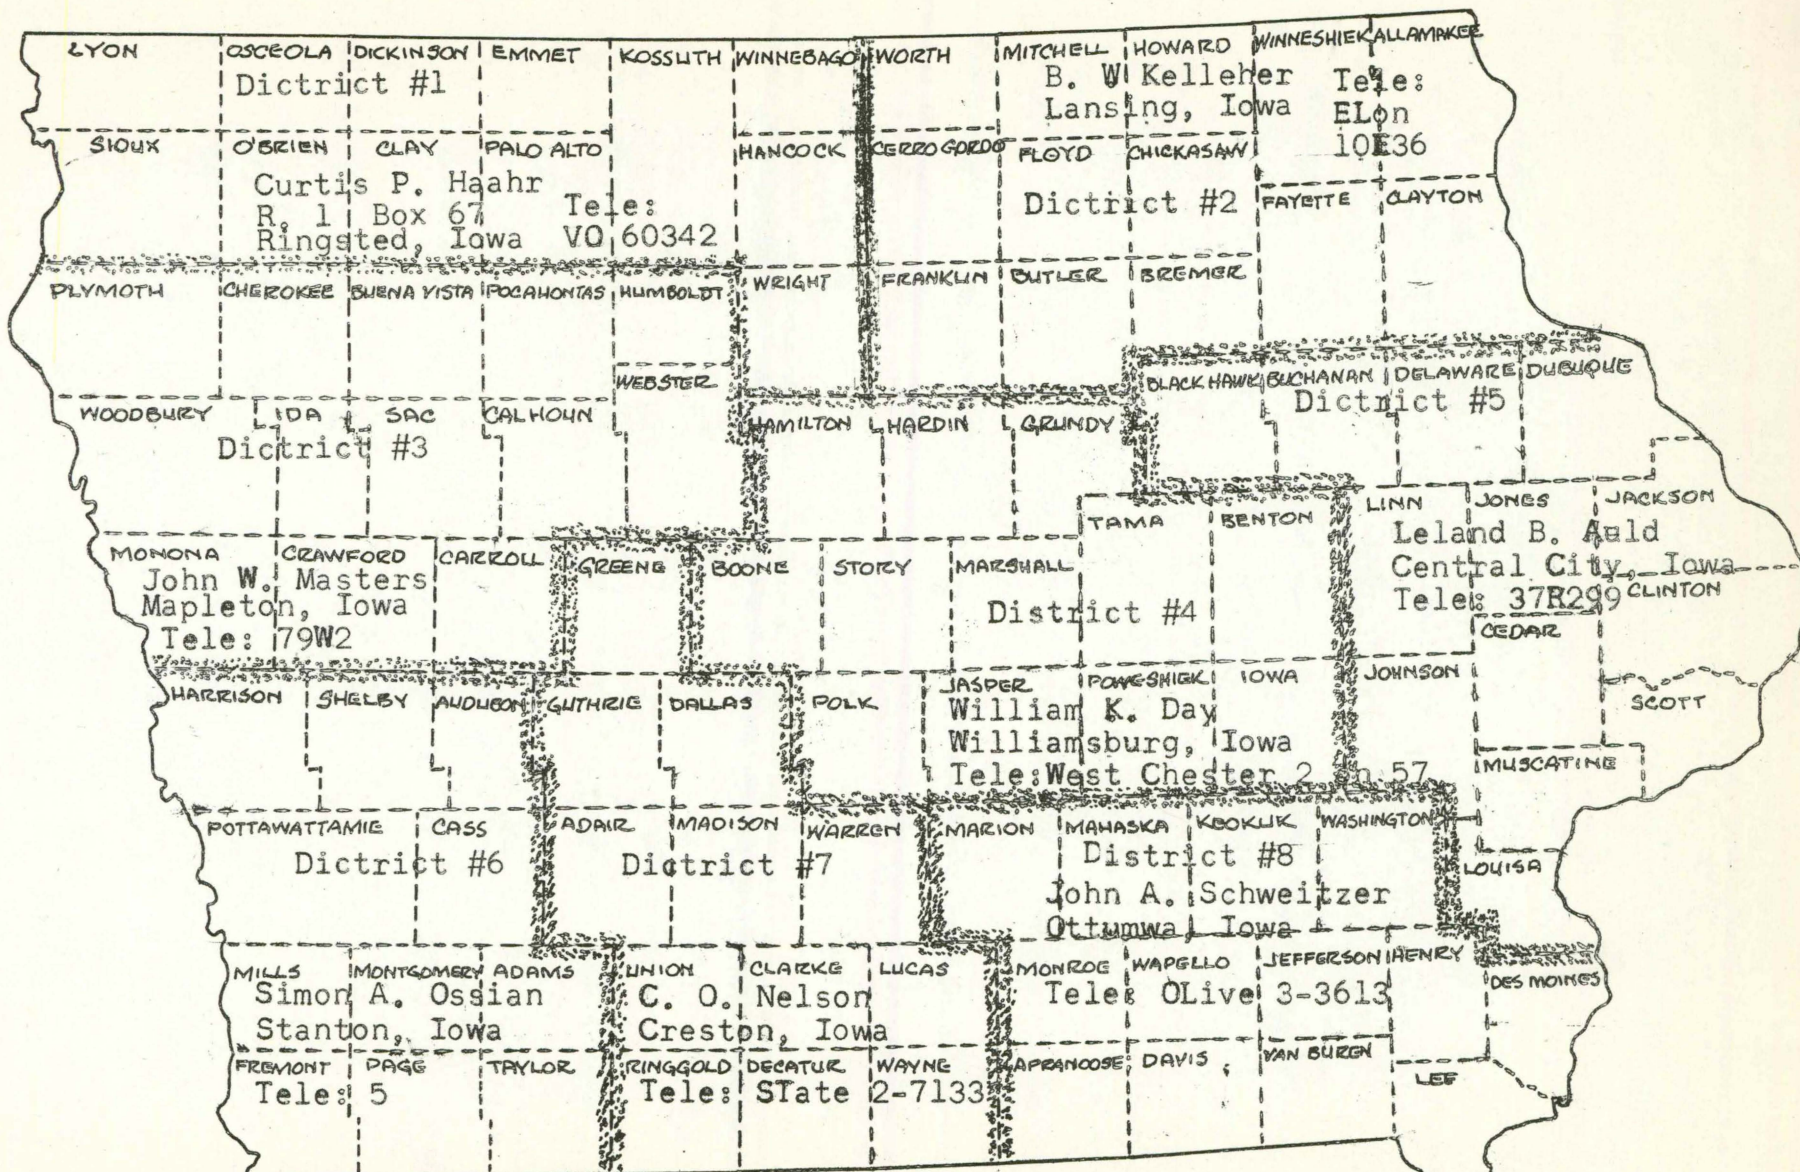 LYON OSCEOLA DICKINSON EMMET KOSSUTH WINNEBAGO WORTH MITCHELL HOWARD WINNESHIEK ALLAMAKEE
Dictrict #1
B. W. Kelleher
Lansing, Iowa
Tele:
ELon
10E36
SIOUX O'BRIEN CLAY PALO ALTO HANCOCK CERRO GORDO FLOYD CHICKASAW
Curtis P. Haahr
R. 1 Box 67
Ringsted, Iowa
Tele:
VO 60342
Dictrict #2
FAYETTE CLAYTON
PLYMOTH CHEROKEE BUENA VISTA POCAHONTAS HUMBOLDT WRIGHT FRANKLIN BUTLER BREMER
WEBSTER
BLACK HAWK BUCHANAN DELAWARE DUBUQUE
Dictrict #5
WOODBURY IDA SAC CALHOUN HAMILTON HARDIN GRUNDY
Dictrict #3
TAMA BENTON LINN JONES JACKSON
Leland B. Auld
Central City, Iowa
Tele: 37R299
CLINTON
CEDAR
MONONA CRAWFORD CARROLL GREENE BOONE STORY MARSHALL
John W. Masters
Mapleton, Iowa
Tele: 79W2
District #4
HARRISON SHELBY AUDUBON GUTHRIE DALLAS POLK JASPER POWESHIEK IOWA JOHNSON
SCOTT
William K. Day
Williamsburg, Iowa
Tele:West Chester 2 on 57
MUSCATINE
POTTAWATTAMIE CASS ADAIR MADISON WARREN MARION MAHASKA KEOKUK WASHINGTON
LOUISA
Dictrict #6
Dictrict #7
District #8
John A. Schweitzer
Ottumwa, Iowa
MILLS MONTGOMERY ADAMS UNION CLARKE LUCAS MONROE WAPELLO JEFFERSON HENRY DES MOINES
Simon A. Ossian
Stanton, Iowa
C. O. Nelson
Creston, Iowa
Tele: OLive 3-3613
FREMONT PAGE TAYLOR RINGGOLD DECATUR WAYNE APPANOOSE DAVIS VAN BUREN LEE
Tele: 5
Tele: STate 2-7133